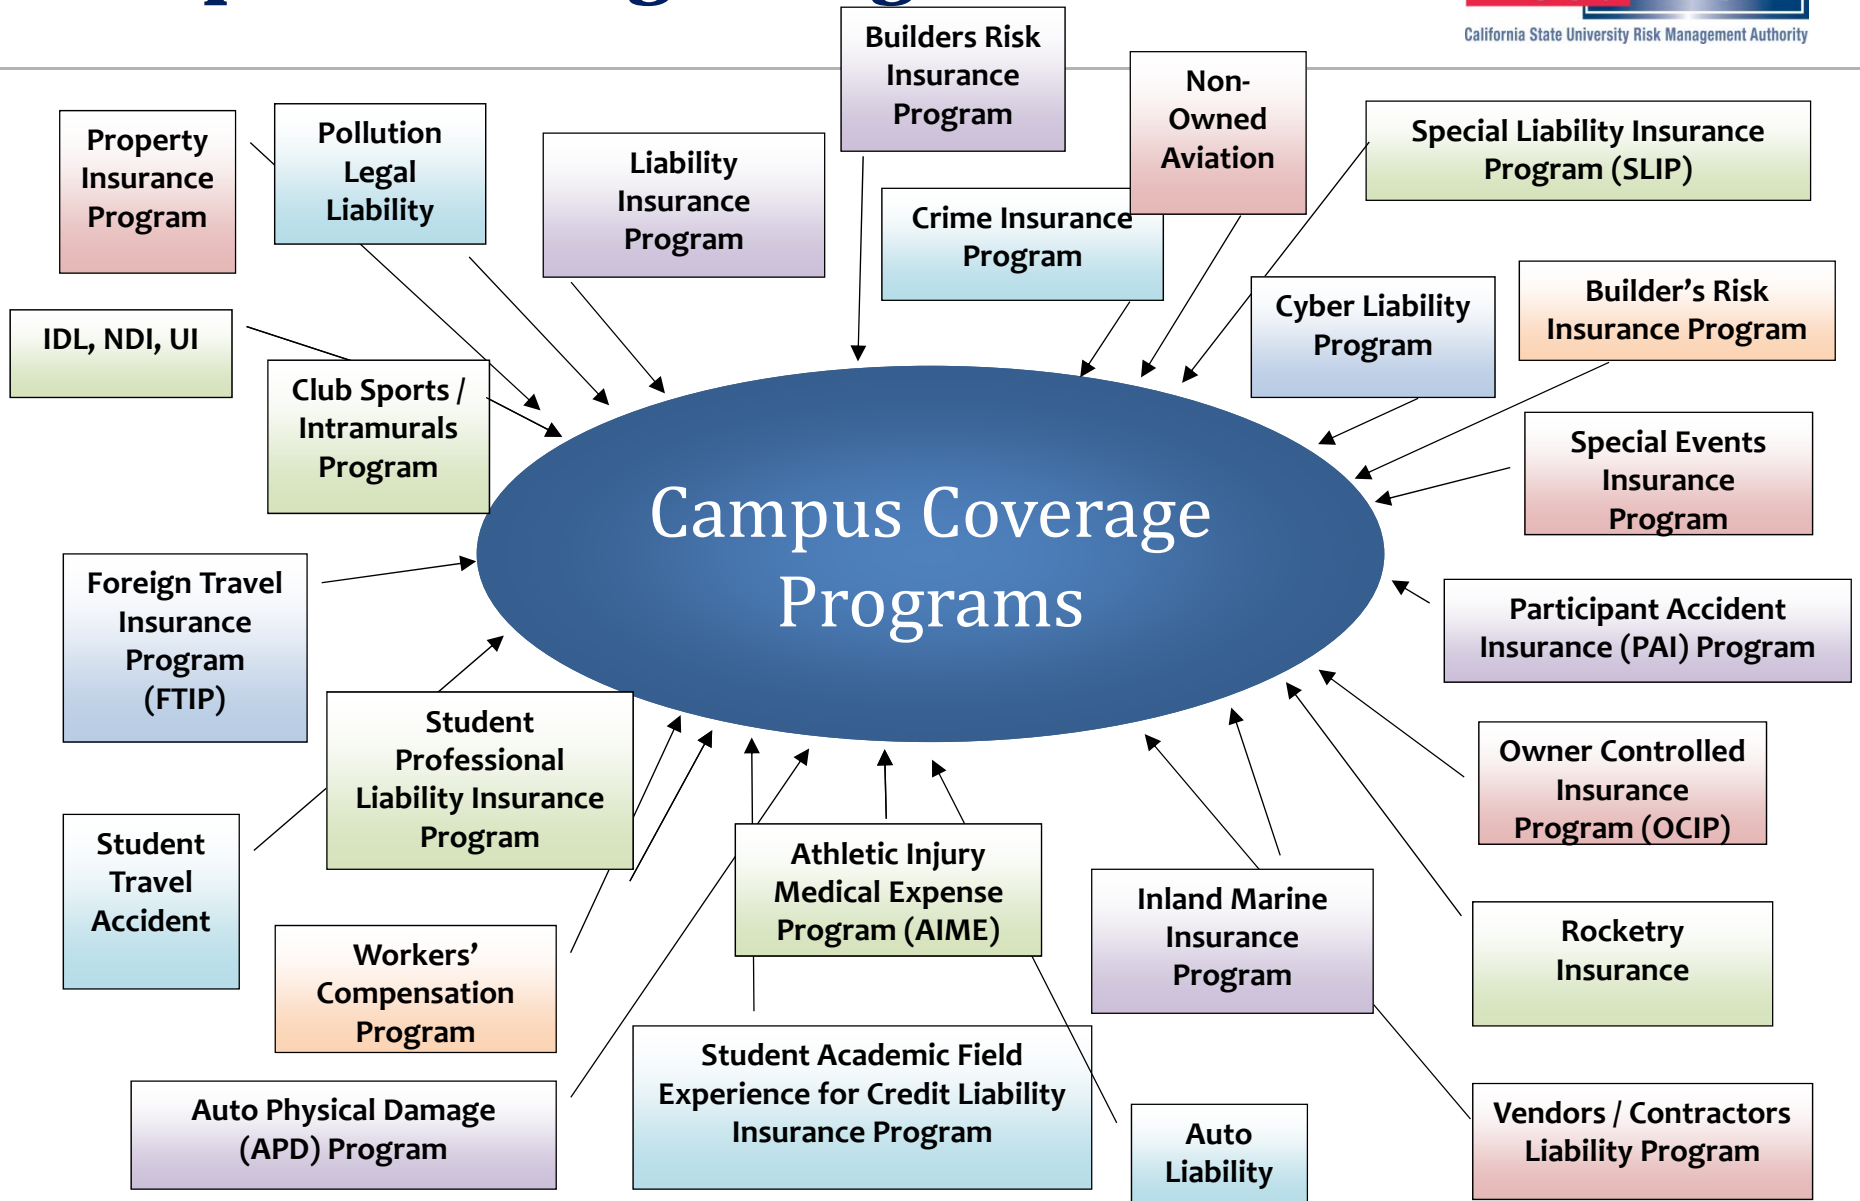 California State University Risk Management Authority
Builders Risk
Insurance
Program
Non-
Owned
Aviation
Property
Insurance
Program
Pollution
Legal
Liability
Liability
Insurance
Program
Crime Insurance
Program
Special Liability Insurance
Program (SLIP)
IDL, NDI, UI
Club Sports /
Intramurals
Program
Cyber Liability
Program
Builder’s Risk
Insurance Program
Special Events
Insurance
Program
Campus Coverage
Programs
Foreign Travel
Insurance
Program
(FTIP)
Participant Accident
Insurance (PAI) Program
Student
Professional
Liability Insurance
Program
Owner Controlled
Insurance
Program (OCIP)
Student
Travel
Accident
Athletic Injury
Medical Expense
Program (AIME)
Inland Marine
Insurance
Program
Rocketry
Insurance
Workers’
Compensation
Program
Auto Physical Damage
(APD) Program
Student Academic Field
Experience for Credit Liability
Insurance Program
Auto
Liability
Vendors / Contractors
Liability Program